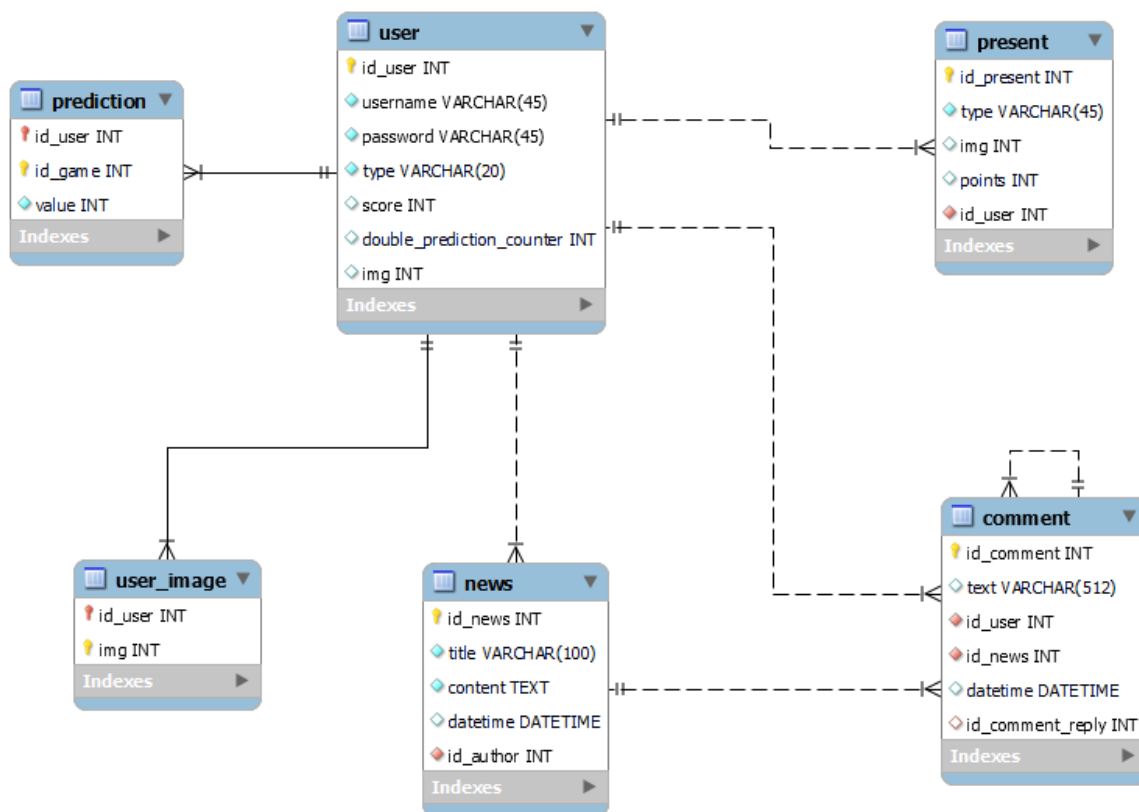 user
id_user INT
username VARCHAR(45)
password VARCHAR(45)
type VARCHAR(20)
score INT
double_prediction_counter INT
img INT
Indexes
present
id_present INT
type VARCHAR(45)
img INT
points INT
id_user INT
Indexes
prediction
id_user INT
id_game INT
value INT
Indexes
user_image
id_user INT
img INT
Indexes
news
id_news INT
title VARCHAR(100)
content TEXT
datetime DATETIME
id_author INT
Indexes
comment
id_comment INT
text VARCHAR(512)
id_user INT
id_news INT
datetime DATETIME
id_comment_reply INT
Indexes